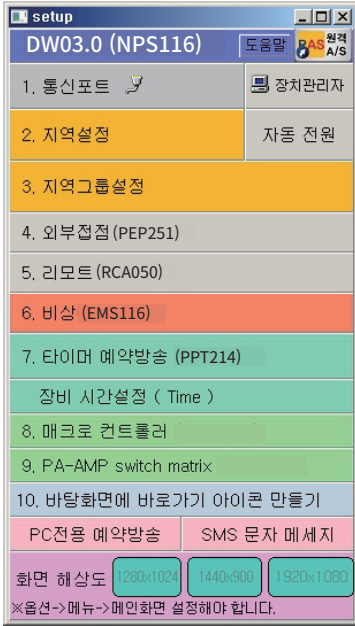 setup
DW03.0 (NPS116) 도움말 RAS 원격 A/S
1. 통신포트 장치관리자
2. 지역설정 자동 전원
3. 지역그룹설정
4. 외부접점(PEP251)
5. 리모트(RCA050)
6. 비상(EMS116)
7. 타이머 예약방송 (PPT214)
장비 시간설정 ( Time )
8. 매크로 컨트롤러
9. PA-AMP switch matrix
10. 바탕화면에 바로가기 아이콘 만들기
PC전용 예약방송 SMS 문자 메세지
화면 해상도 1280x1024 1440x900 1920x1080
※옵션->메뉴->메인화면 설정해야 합니다.